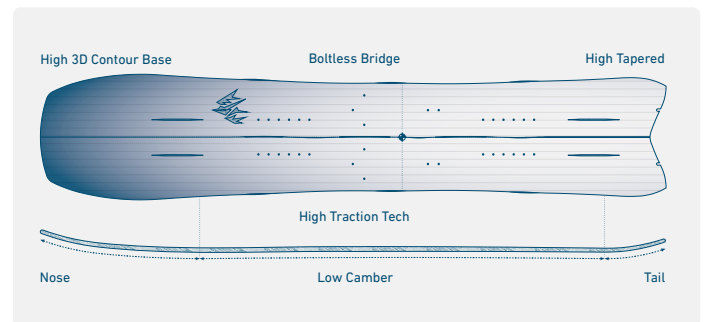 High 3D Contour Base
Boltless Bridge
High Tapered
High Traction Tech
Nose
Low Camber
Tail